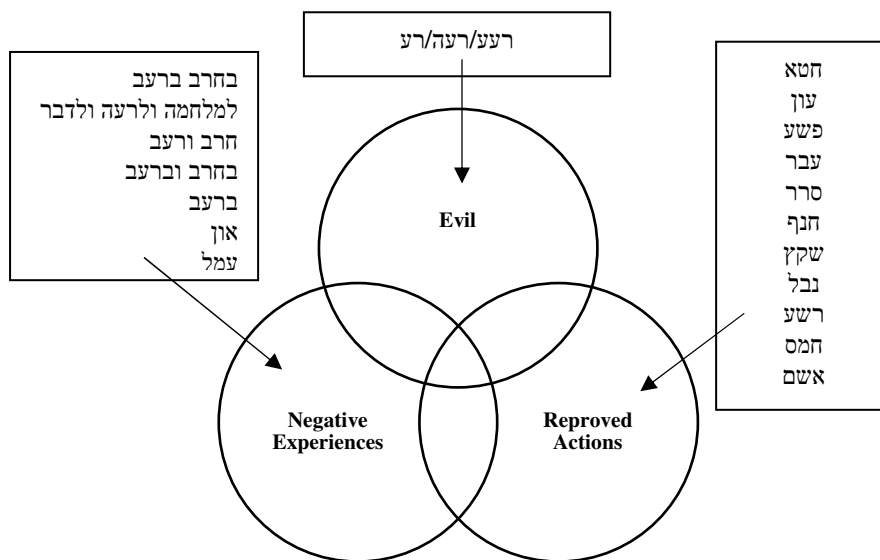 רעע/רעה/רע
בחרב ברעב
למלחמה ולרעה ולדבר
חרב ורעב
בחרב וברעב
ברעב
און
עמל
חטא
עון
פשע
עבר
סרר
חנף
שקץ
נבל
רשע
חמס
אשם
Evil
Negative
Experiences
Reproved
Actions